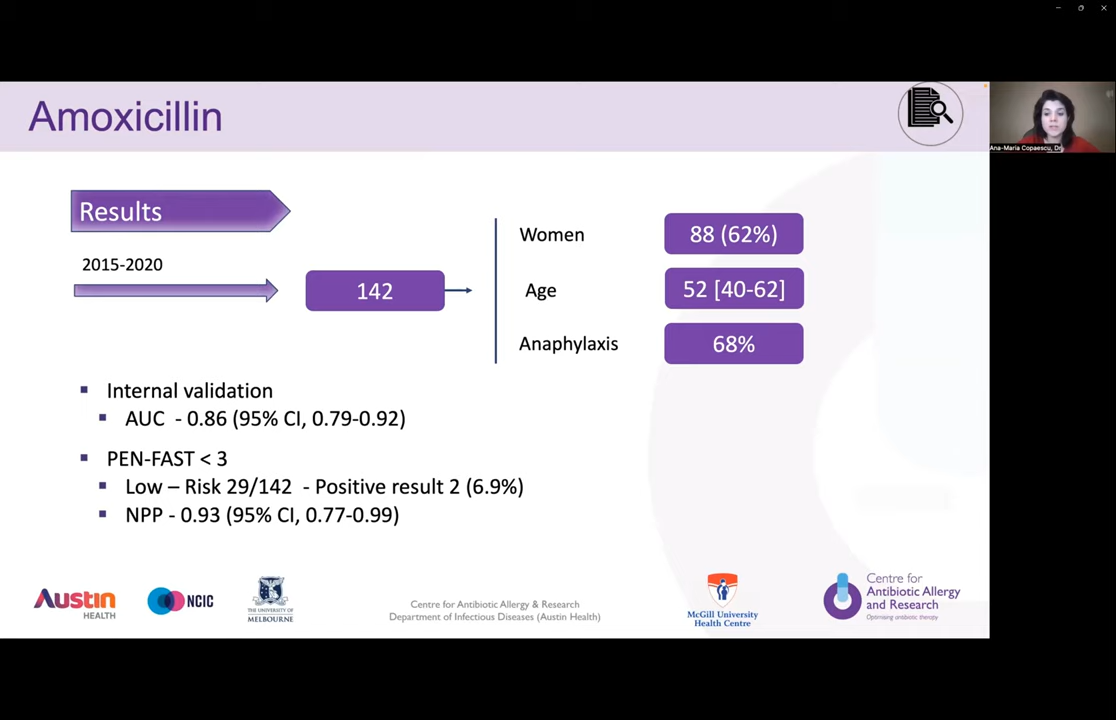 Amoxicillin
Ana-Maria Copaescu, Dr
Results
2015-2020
142
Women 88 (62%)
Age 52 [40-62]
Anaphylaxis 68%
▪ Internal validation
▪ AUC - 0.86 (95% CI, 0.79-0.92)
▪ PEN-FAST < 3
▪ Low – Risk 29/142 - Positive result 2 (6.9%)
▪ NPP - 0.93 (95% CI, 0.77-0.99)
Austin
HEALTH
NCIC
THE UNIVERSITY OF
MELBOURNE
Centre for Antibiotic Allergy & Research
Department of Infectious Diseases (Austin Health)
McGill University
Health Centre
Centre for
Antibiotic Allergy
and Research
Optimising antibiotic therapy